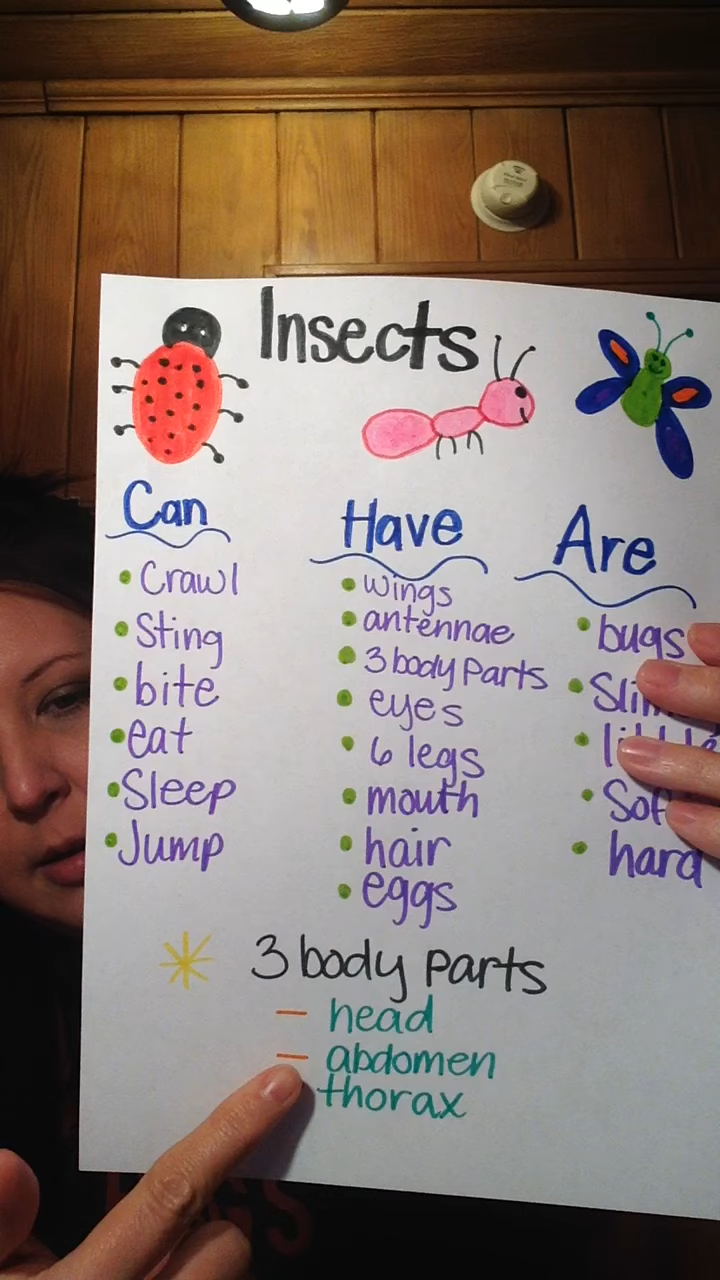 Insects
Can
• Crawl
• Sting
• bite
• eat
• Sleep
• Jump
Have
• wings
• antennae
• 3 body parts
• eyes
• 6 legs
• mouth
• hair
• eggs
Are
• bugs
• hard
3 body parts
– head
– abdomen
thorax